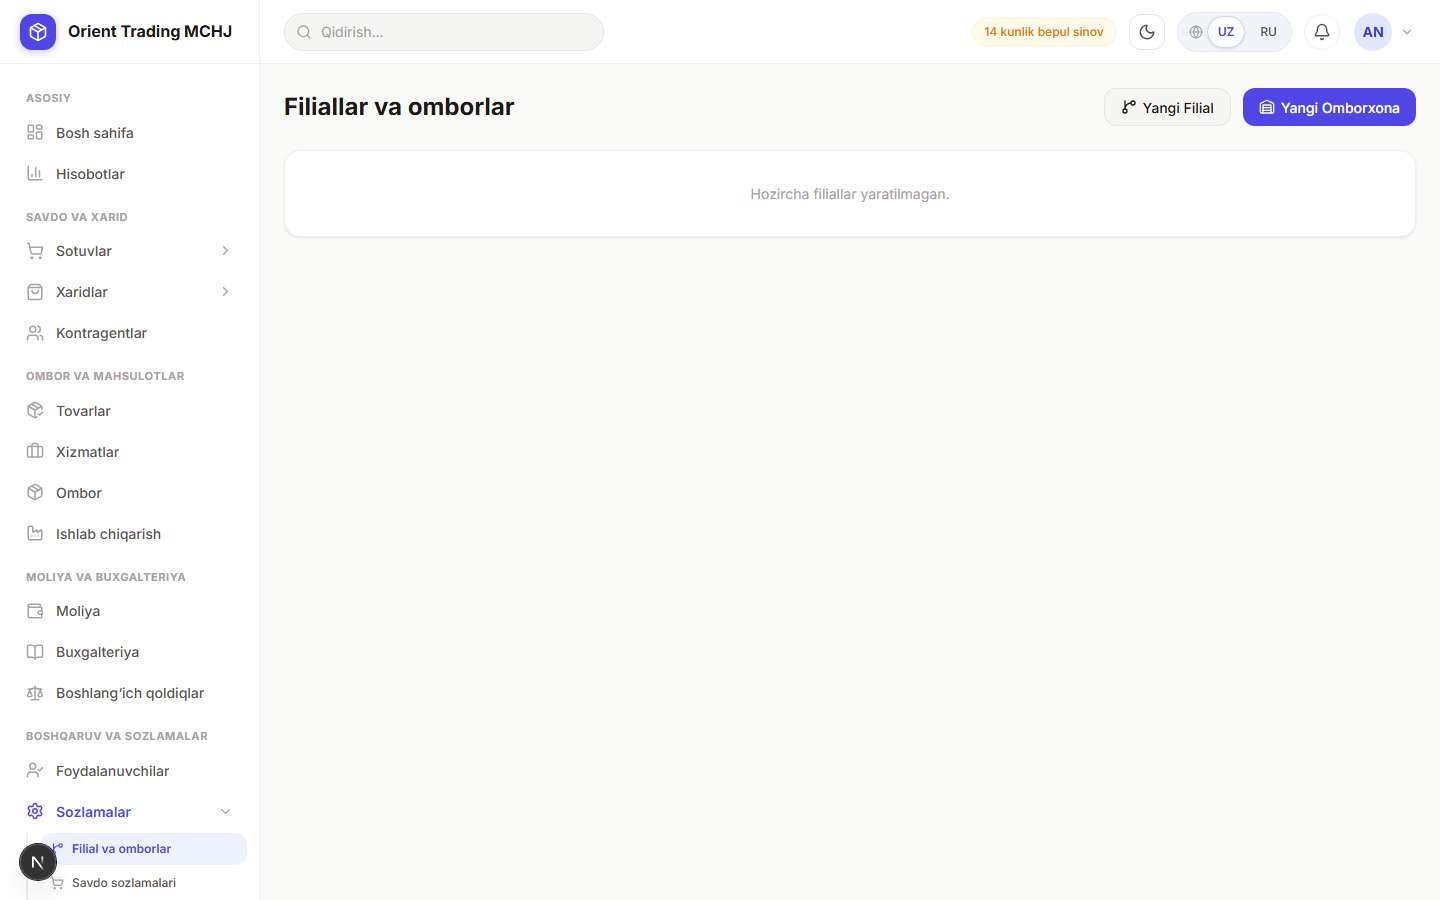 Orient Trading MCHJ
Qidirish...
14 kunlik bepul sinov
UZ
RU
AN
ASOSIY
Bosh sahifa
Hisobotlar
SAVDO VA XARID
Sotuvlar
Xaridlar
Kontragentlar
OMBOR VA MAHSULOTLAR
Tovarlar
Xizmatlar
Ombor
Ishlab chiqarish
MOLIYA VA BUXGALTERIYA
Moliya
Buxgalteriya
Boshlang‘ich qoldiqlar
BOSHQARUV VA SOZLAMALAR
Foydalanuvchilar
Sozlamalar
Filial va omborlar
N
Savdo sozlamalari
Filiallar va omborlar
Yangi Filial
Yangi Omborxona
Hozircha filiallar yaratilmagan.